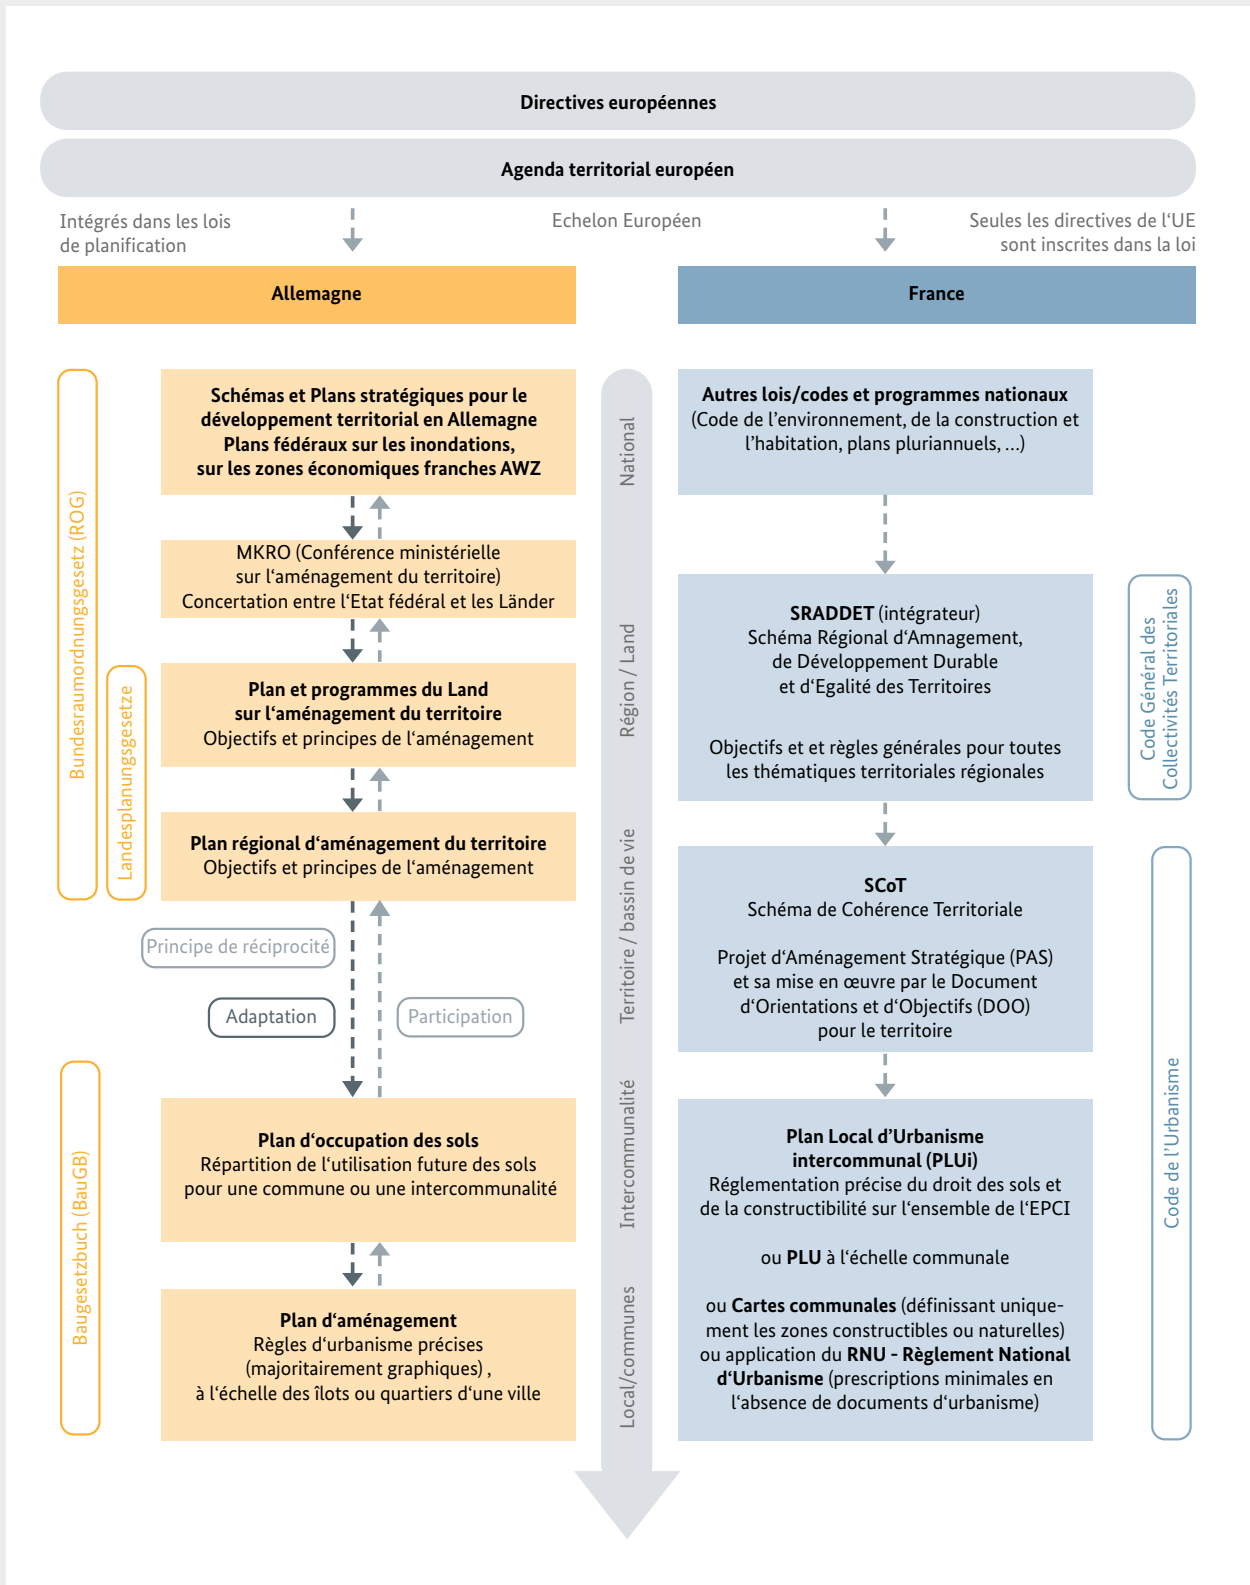 Directives européennes
Agenda territorial européen
Intégrés dans les lois
de planification
Echelon Européen
Seules les directives de l‘UE
sont inscrites dans la loi
Allemagne
France
Bundesraumordnungsgesetz (ROG)
Landesplanungsgesetze
Schémas et Plans stratégiques pour le
développement territorial en Allemagne
Plans fédéraux sur les inondations,
sur les zones économiques franches AWZ
MKRO (Conférence ministérielle
sur l‘aménagement du territoire)
Concertation entre l‘Etat fédéral et les Länder
Plan et programmes du Land
sur l‘aménagement du territoire
Objectifs et principes de l‘aménagement
Plan régional d‘aménagement du territoire
Objectifs et principes de l‘aménagement
Principe de réciprocité
Adaptation
Participation
Baugesetzbuch (BauGB)
Plan d‘occupation des sols
Répartition de l‘utilisation future des sols
pour une commune ou une intercommunalité
Plan d‘aménagement
Règles d‘urbanisme précises
(majoritairement graphiques) ,
à l‘échelle des îlots ou quartiers d‘une ville
National
Région / Land
Territoire / bassin de vie
Intercommunalité
Local/communes
Autres lois/codes et programmes nationaux
(Code de l’environnement, de la construction et
l’habitation, plans pluriannuels, …)
SRADDET (intégrateur)
Schéma Régional d‘Amnagement,
de Développement Durable
et d‘Egalité des Territoires
Objectifs et et règles générales pour toutes
les thématiques territoriales régionales
Code Général des
Collectivités Territoriales
SCoT
Schéma de Cohérence Territoriale
Projet d‘Aménagement Stratégique (PAS)
et sa mise en œuvre par le Document
d‘Orientations et d‘Objectifs (DOO)
pour le territoire
Plan Local d’Urbanisme
intercommunal (PLUi)
Réglementation précise du droit des sols et
de la constructibilité sur l‘ensemble de l‘EPCI
ou PLU à l‘échelle communale
ou Cartes communales (définissant unique-
ment les zones constructibles ou naturelles)
ou application du RNU - Règlement National
d‘Urbanisme (prescriptions minimales en
l‘absence de documents d‘urbanisme)
Code de l’Urbanisme